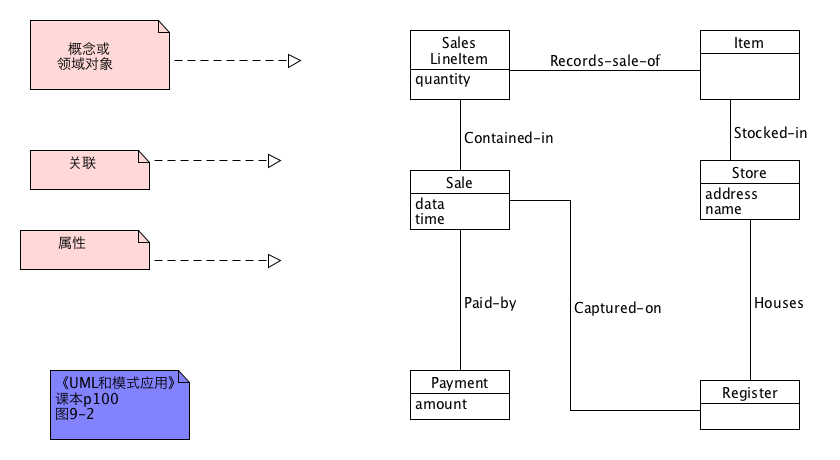 概念或
领域对象
关联
属性
《UML和模式应用》
课本p100
图9-2
Sales
LineItem
quantity
Records-sale-of
Item
Contained-in
Stocked-in
Sale
data
time
Store
address
name
Paid-by
Captured-on
Houses
Payment
amount
Register